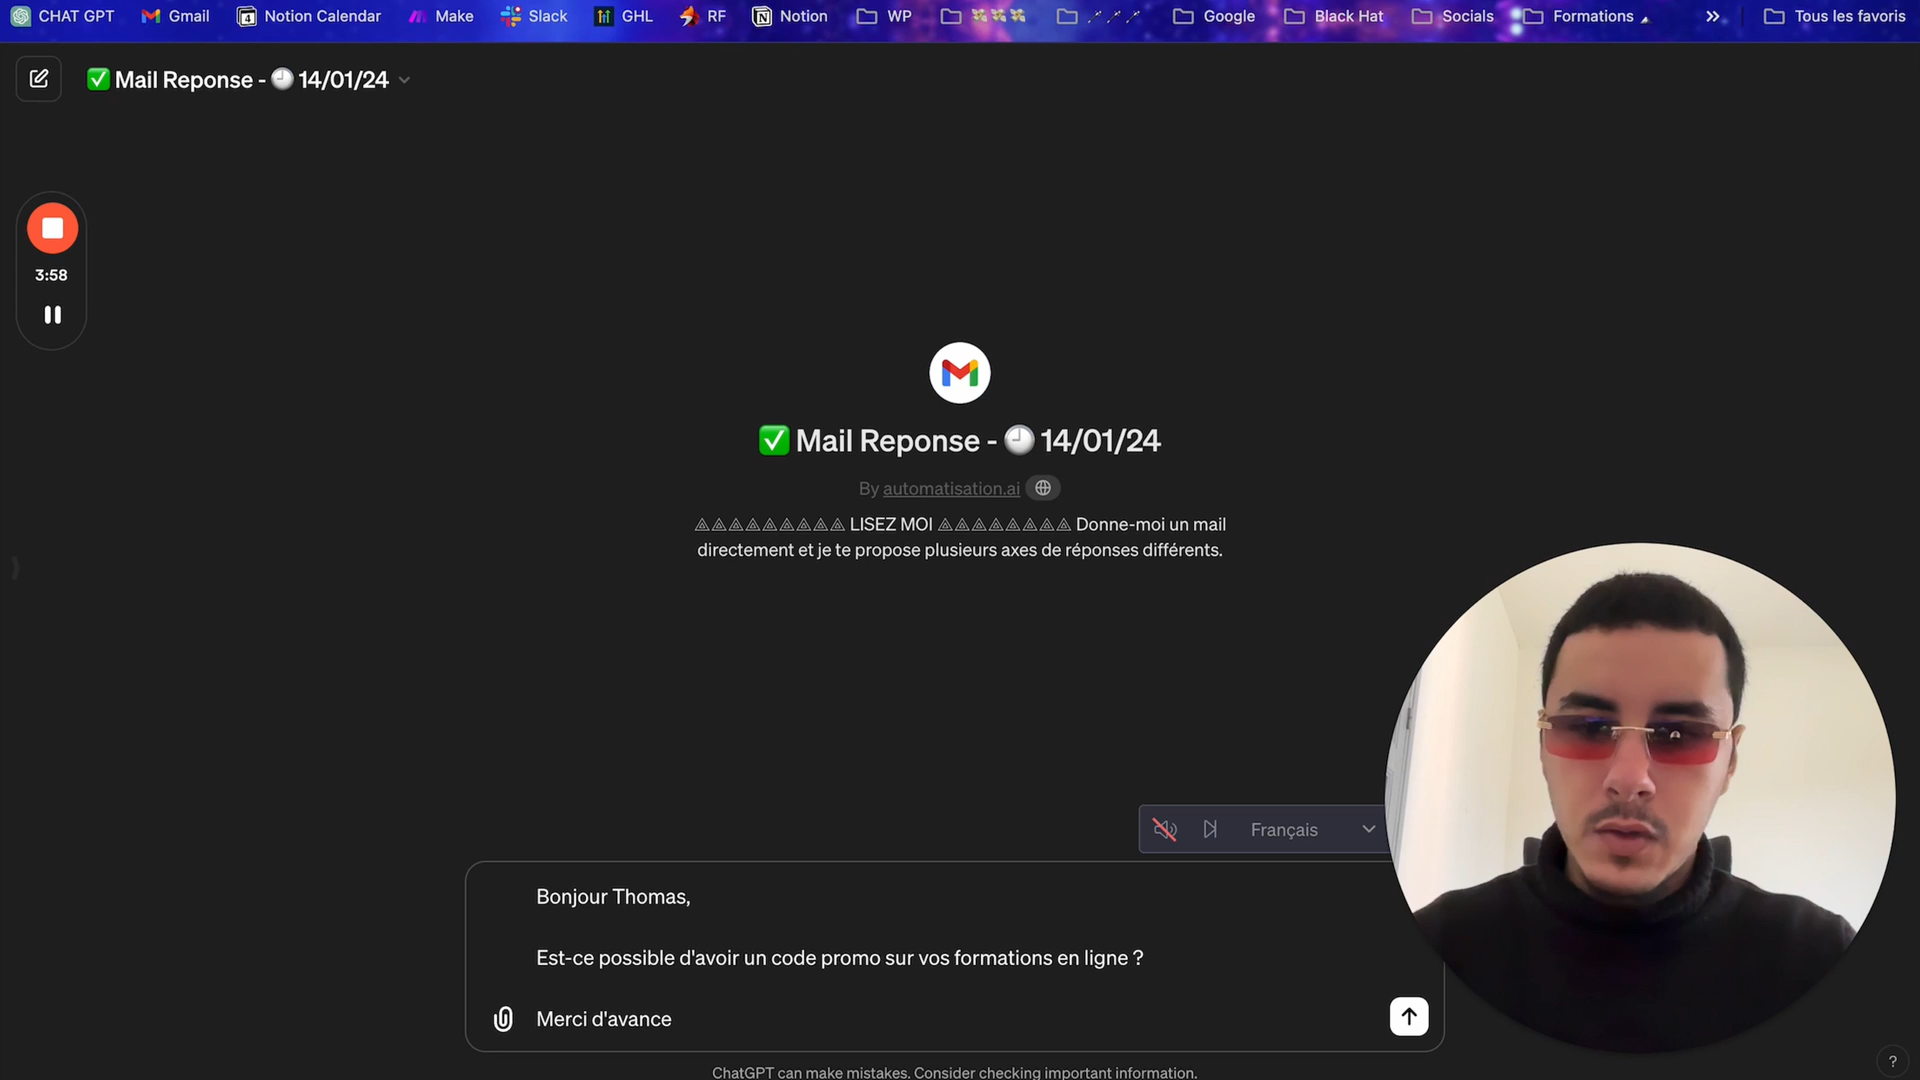 CHAT GPT Gmail 4 Notion Calendar Make Slack GHL RF Notion WP Google Black Hat Socials Formations Tous les favoris
✅ Mail Reponse - 🕘 14/01/24
3:58
✅ Mail Reponse - 🕘 14/01/24
By automatisation.ai
⟁⟁⟁⟁⟁⟁⟁⟁⟁ LISEZ MOI ⟁⟁⟁⟁⟁⟁⟁⟁ Donne-moi un mail
directement et je te propose plusieurs axes de réponses différents.
Français
Bonjour Thomas,
Est-ce possible d'avoir un code promo sur vos formations en ligne ?
Merci d'avance
ChatGPT can make mistakes. Consider checking important information.
?